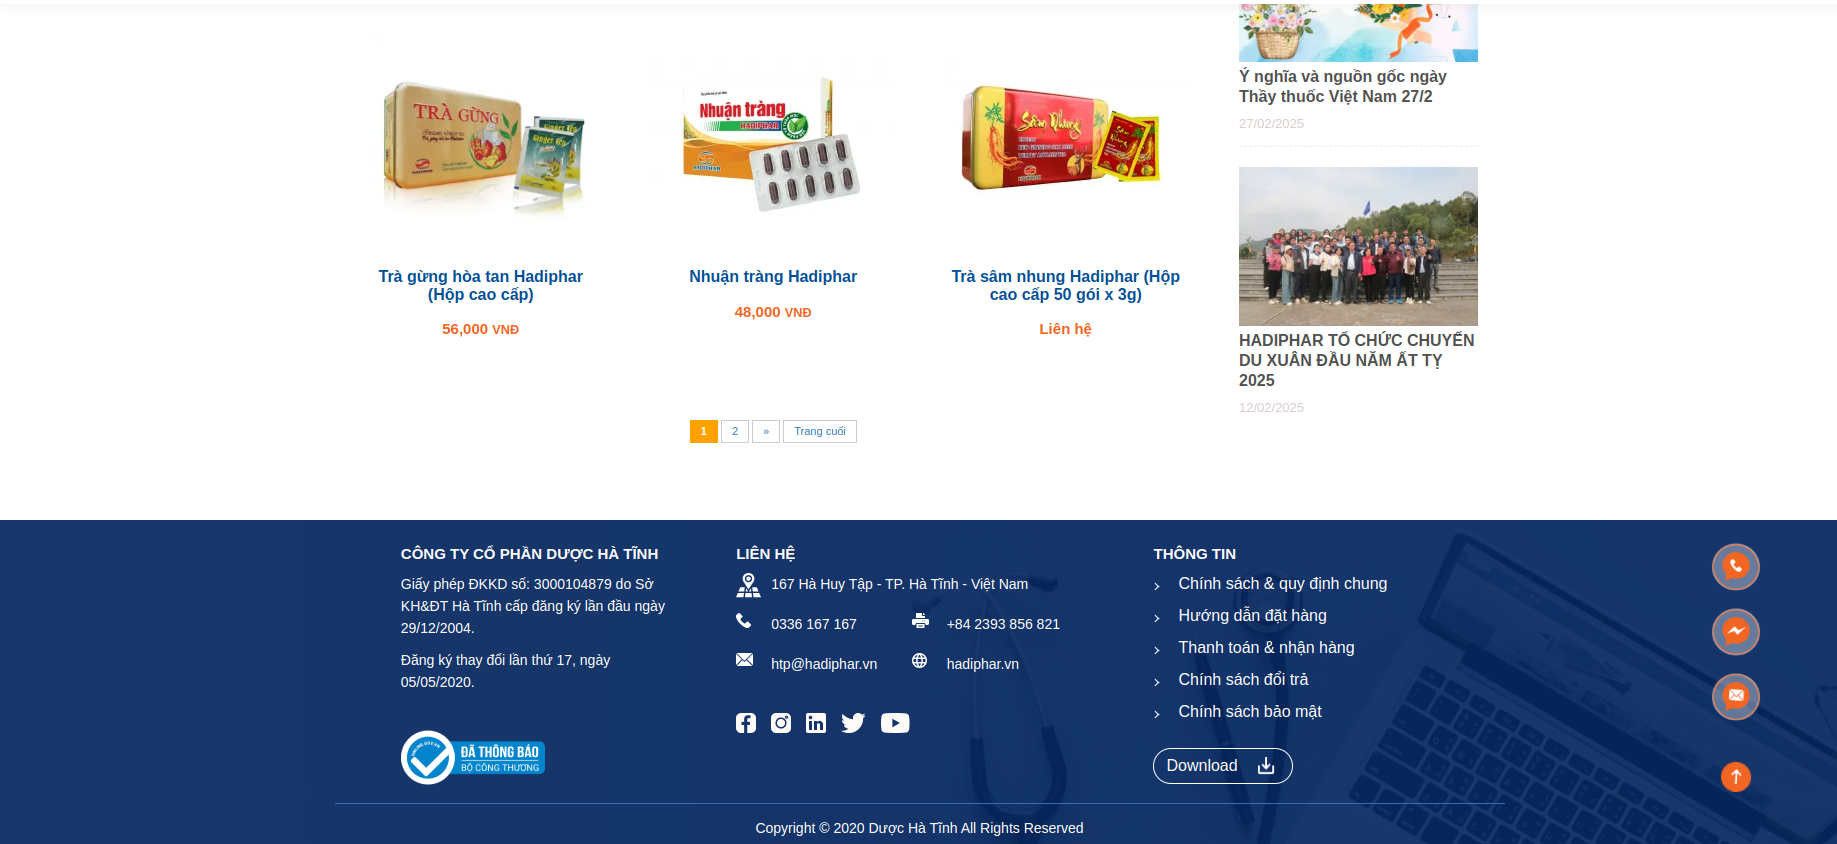 TRÀ GỪNG
HADIPHAR
Nhuận tràng
HADIPHAR
HADIPHAR
Sâm Nhung
HADIPHAR
Trà gừng hòa tan Hadiphar
(Hộp cao cấp)
56,000 VNĐ
Nhuận tràng Hadiphar
48,000 VNĐ
Trà sâm nhung Hadiphar (Hộp
cao cấp 50 gói x 3g)
Liên hệ
1
2
»
Trang cuối
Ý nghĩa và nguồn gốc ngày
Thầy thuốc Việt Nam 27/2
27/02/2025
HADIPHAR TỔ CHỨC CHUYẾN
DU XUÂN ĐẦU NĂM ẤT TỴ
2025
12/02/2025
CÔNG TY CỔ PHẦN DƯỢC HÀ TĨNH
Giấy phép ĐKKD số: 3000104879 do Sở
KH&ĐT Hà Tĩnh cấp đăng ký lần đầu ngày
29/12/2004.
Đăng ký thay đổi lần thứ 17, ngày
05/05/2020.
ONLINE.GOV.VN
ĐÃ THÔNG BÁO
BỘ CÔNG THƯƠNG
LIÊN HỆ
167 Hà Huy Tập - TP. Hà Tĩnh - Việt Nam
0336 167 167
+84 2393 856 821
htp@hadiphar.vn
hadiphar.vn
THÔNG TIN
Chính sách & quy định chung
Hướng dẫn đặt hàng
Thanh toán & nhận hàng
Chính sách đổi trả
Chính sách bảo mật
Download
Copyright © 2020 Dược Hà Tĩnh All Rights Reserved